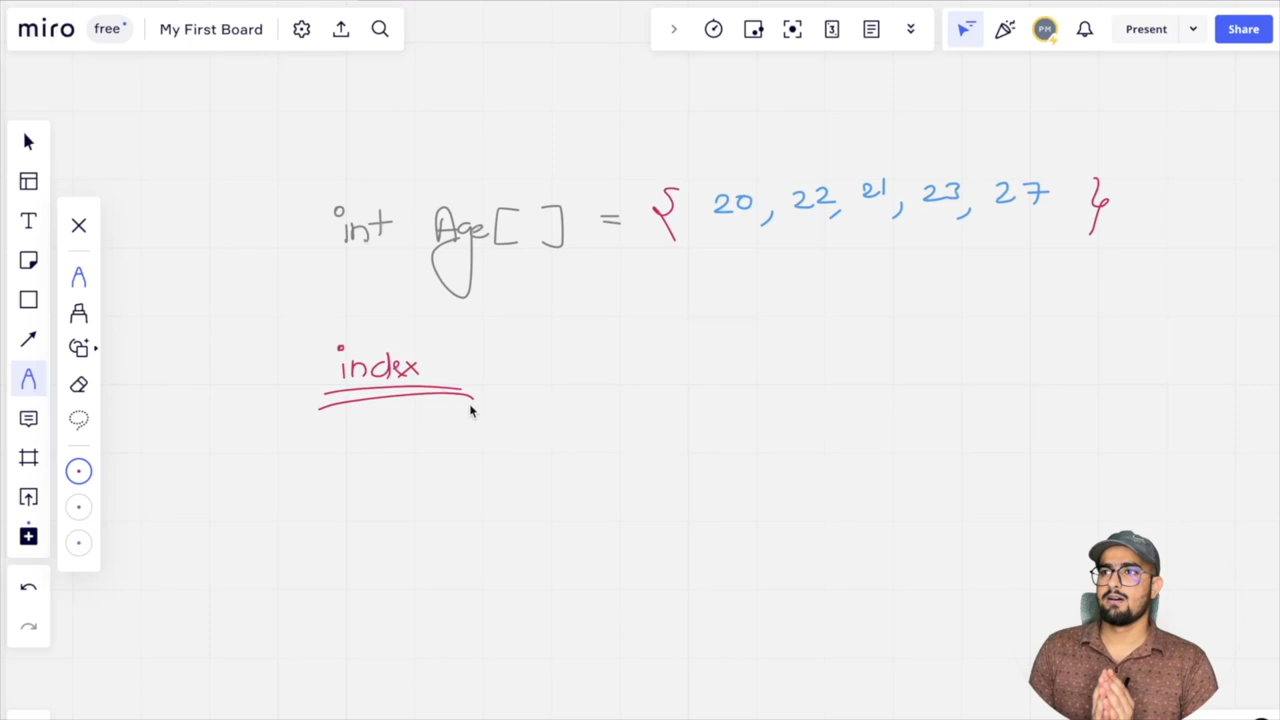 miro free My First Board Present Share
int Age[ ] = { 20, 22, 21, 23, 27 }
index